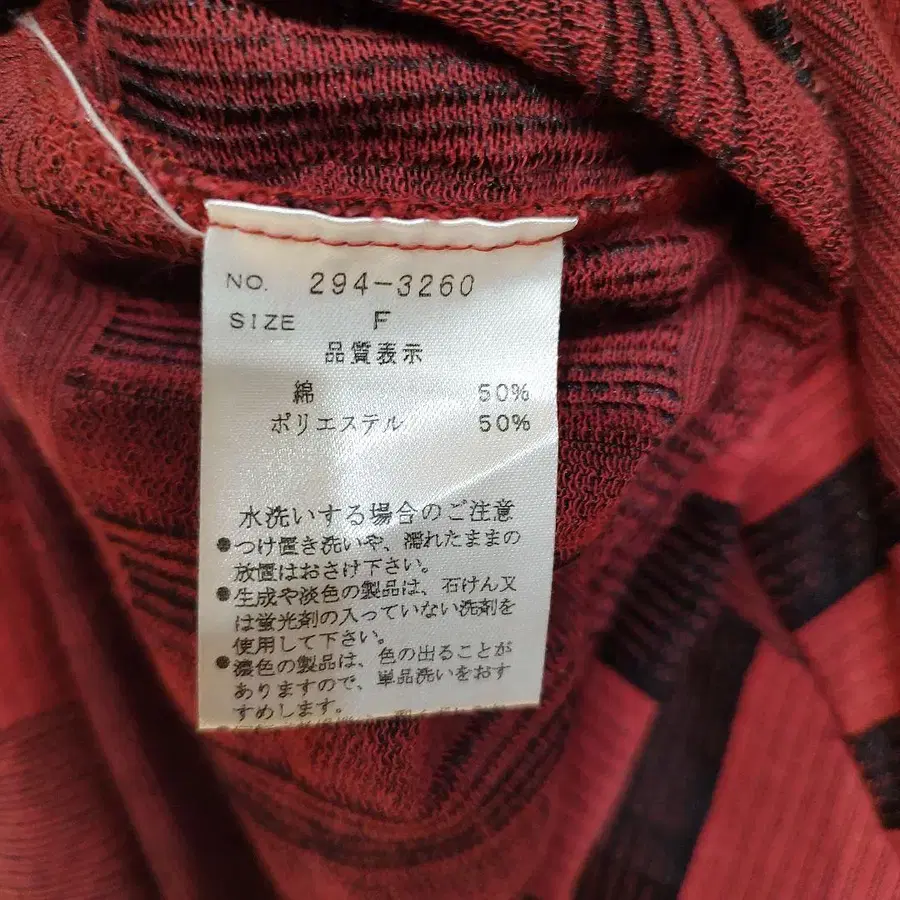 NO. 294-3260
SIZE F
品質表示
綿 50%
ポリエステル 50%
水洗いする場合のご注意
●つけ置き洗いや、濡れたままの
放置はおさけ下さい。
●生成や淡色の製品は、石けん又
は蛍光剤の入っていない洗剤を
使用して下さい。
●濃色の製品は、色の出ることが
ありますので、単品洗いをおす
すめします。